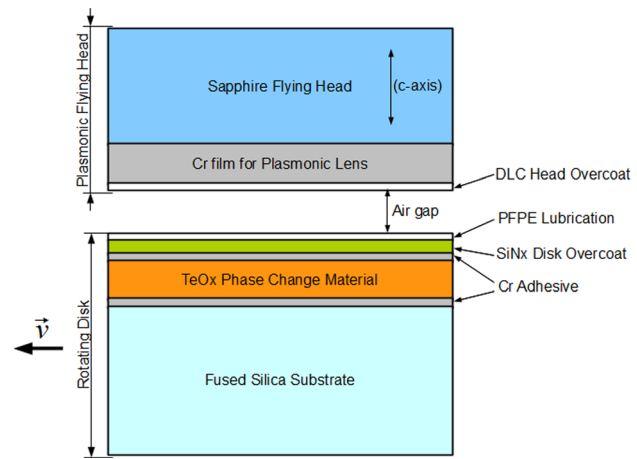 Plasmonic Flying Head
Sapphire Flying Head
(c-axis)
Cr film for Plasmonic Lens
DLC Head Overcoat
Air gap
PFPE Lubrication
SiNx Disk Overcoat
Cr Adhesive
TeOx Phase Change Material
Rotating Disk
v
Fused Silica Substrate